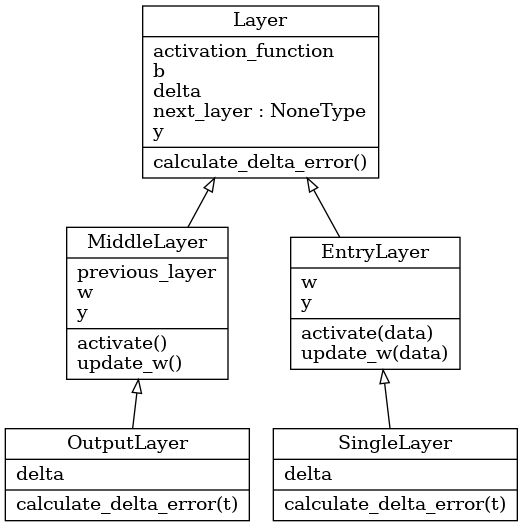 Layer
activation_function
b
delta
next_layer : NoneType
y
calculate_delta_error()
MiddleLayer
previous_layer
w
y
activate()
update_w()
EntryLayer
w
y
activate(data)
update_w(data)
OutputLayer
delta
calculate_delta_error(t)
SingleLayer
delta
calculate_delta_error(t)